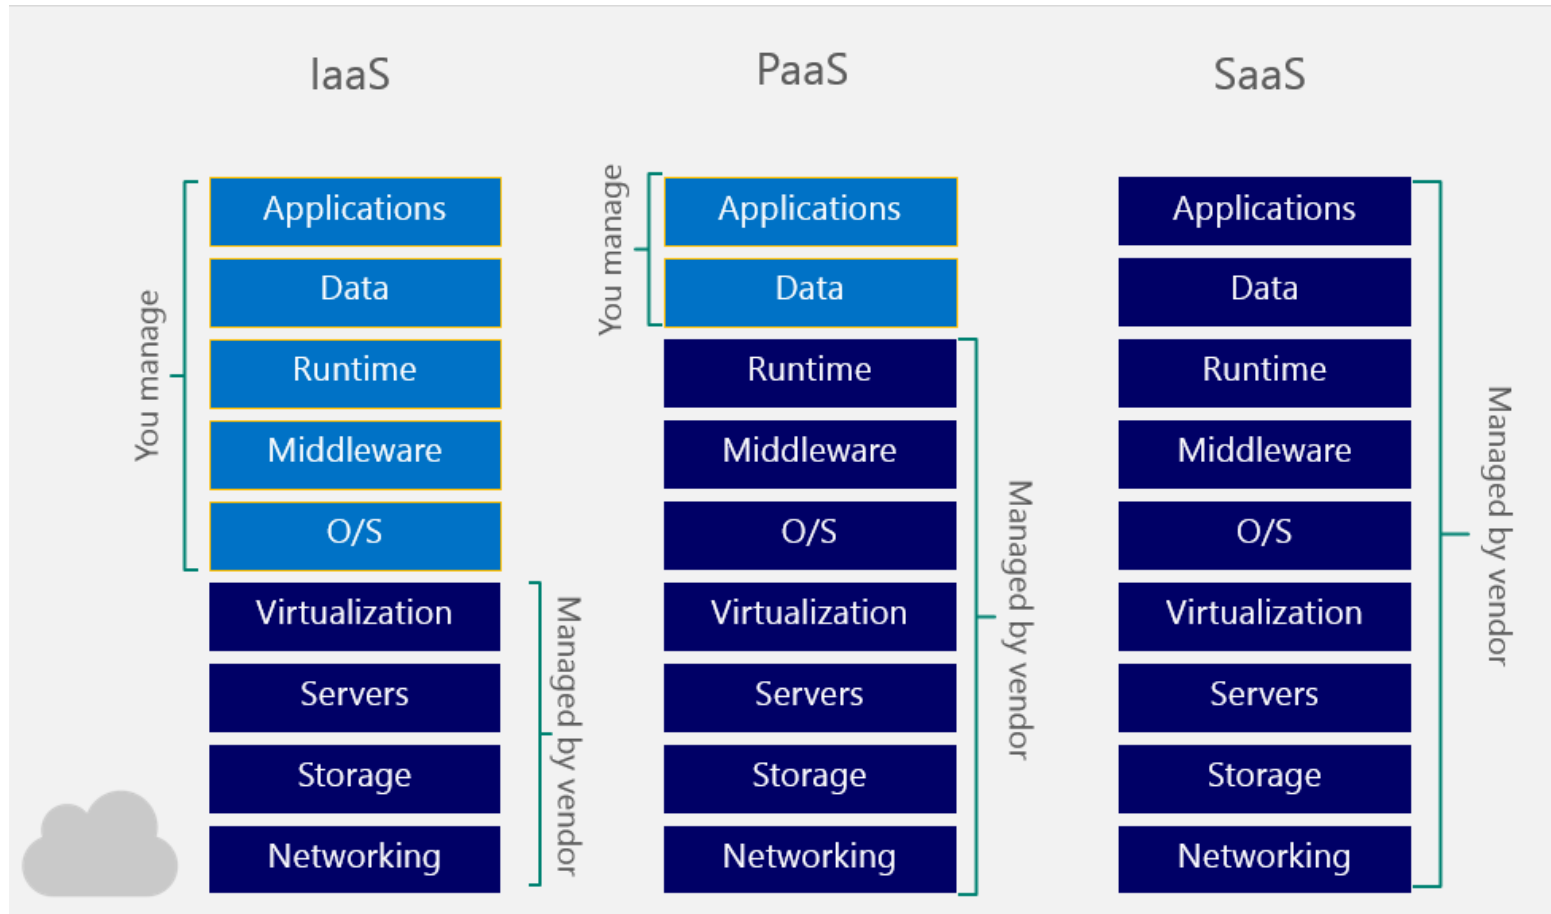 IaaS
You manage
Applications
Data
Runtime
Middleware
O/S
Virtualization
Servers
Storage
Networking
Managed by vendor
PaaS
You manage
Applications
Data
Runtime
Middleware
O/S
Virtualization
Servers
Storage
Networking
Managed by vendor
SaaS
Applications
Data
Runtime
Middleware
O/S
Virtualization
Servers
Storage
Networking
Managed by vendor